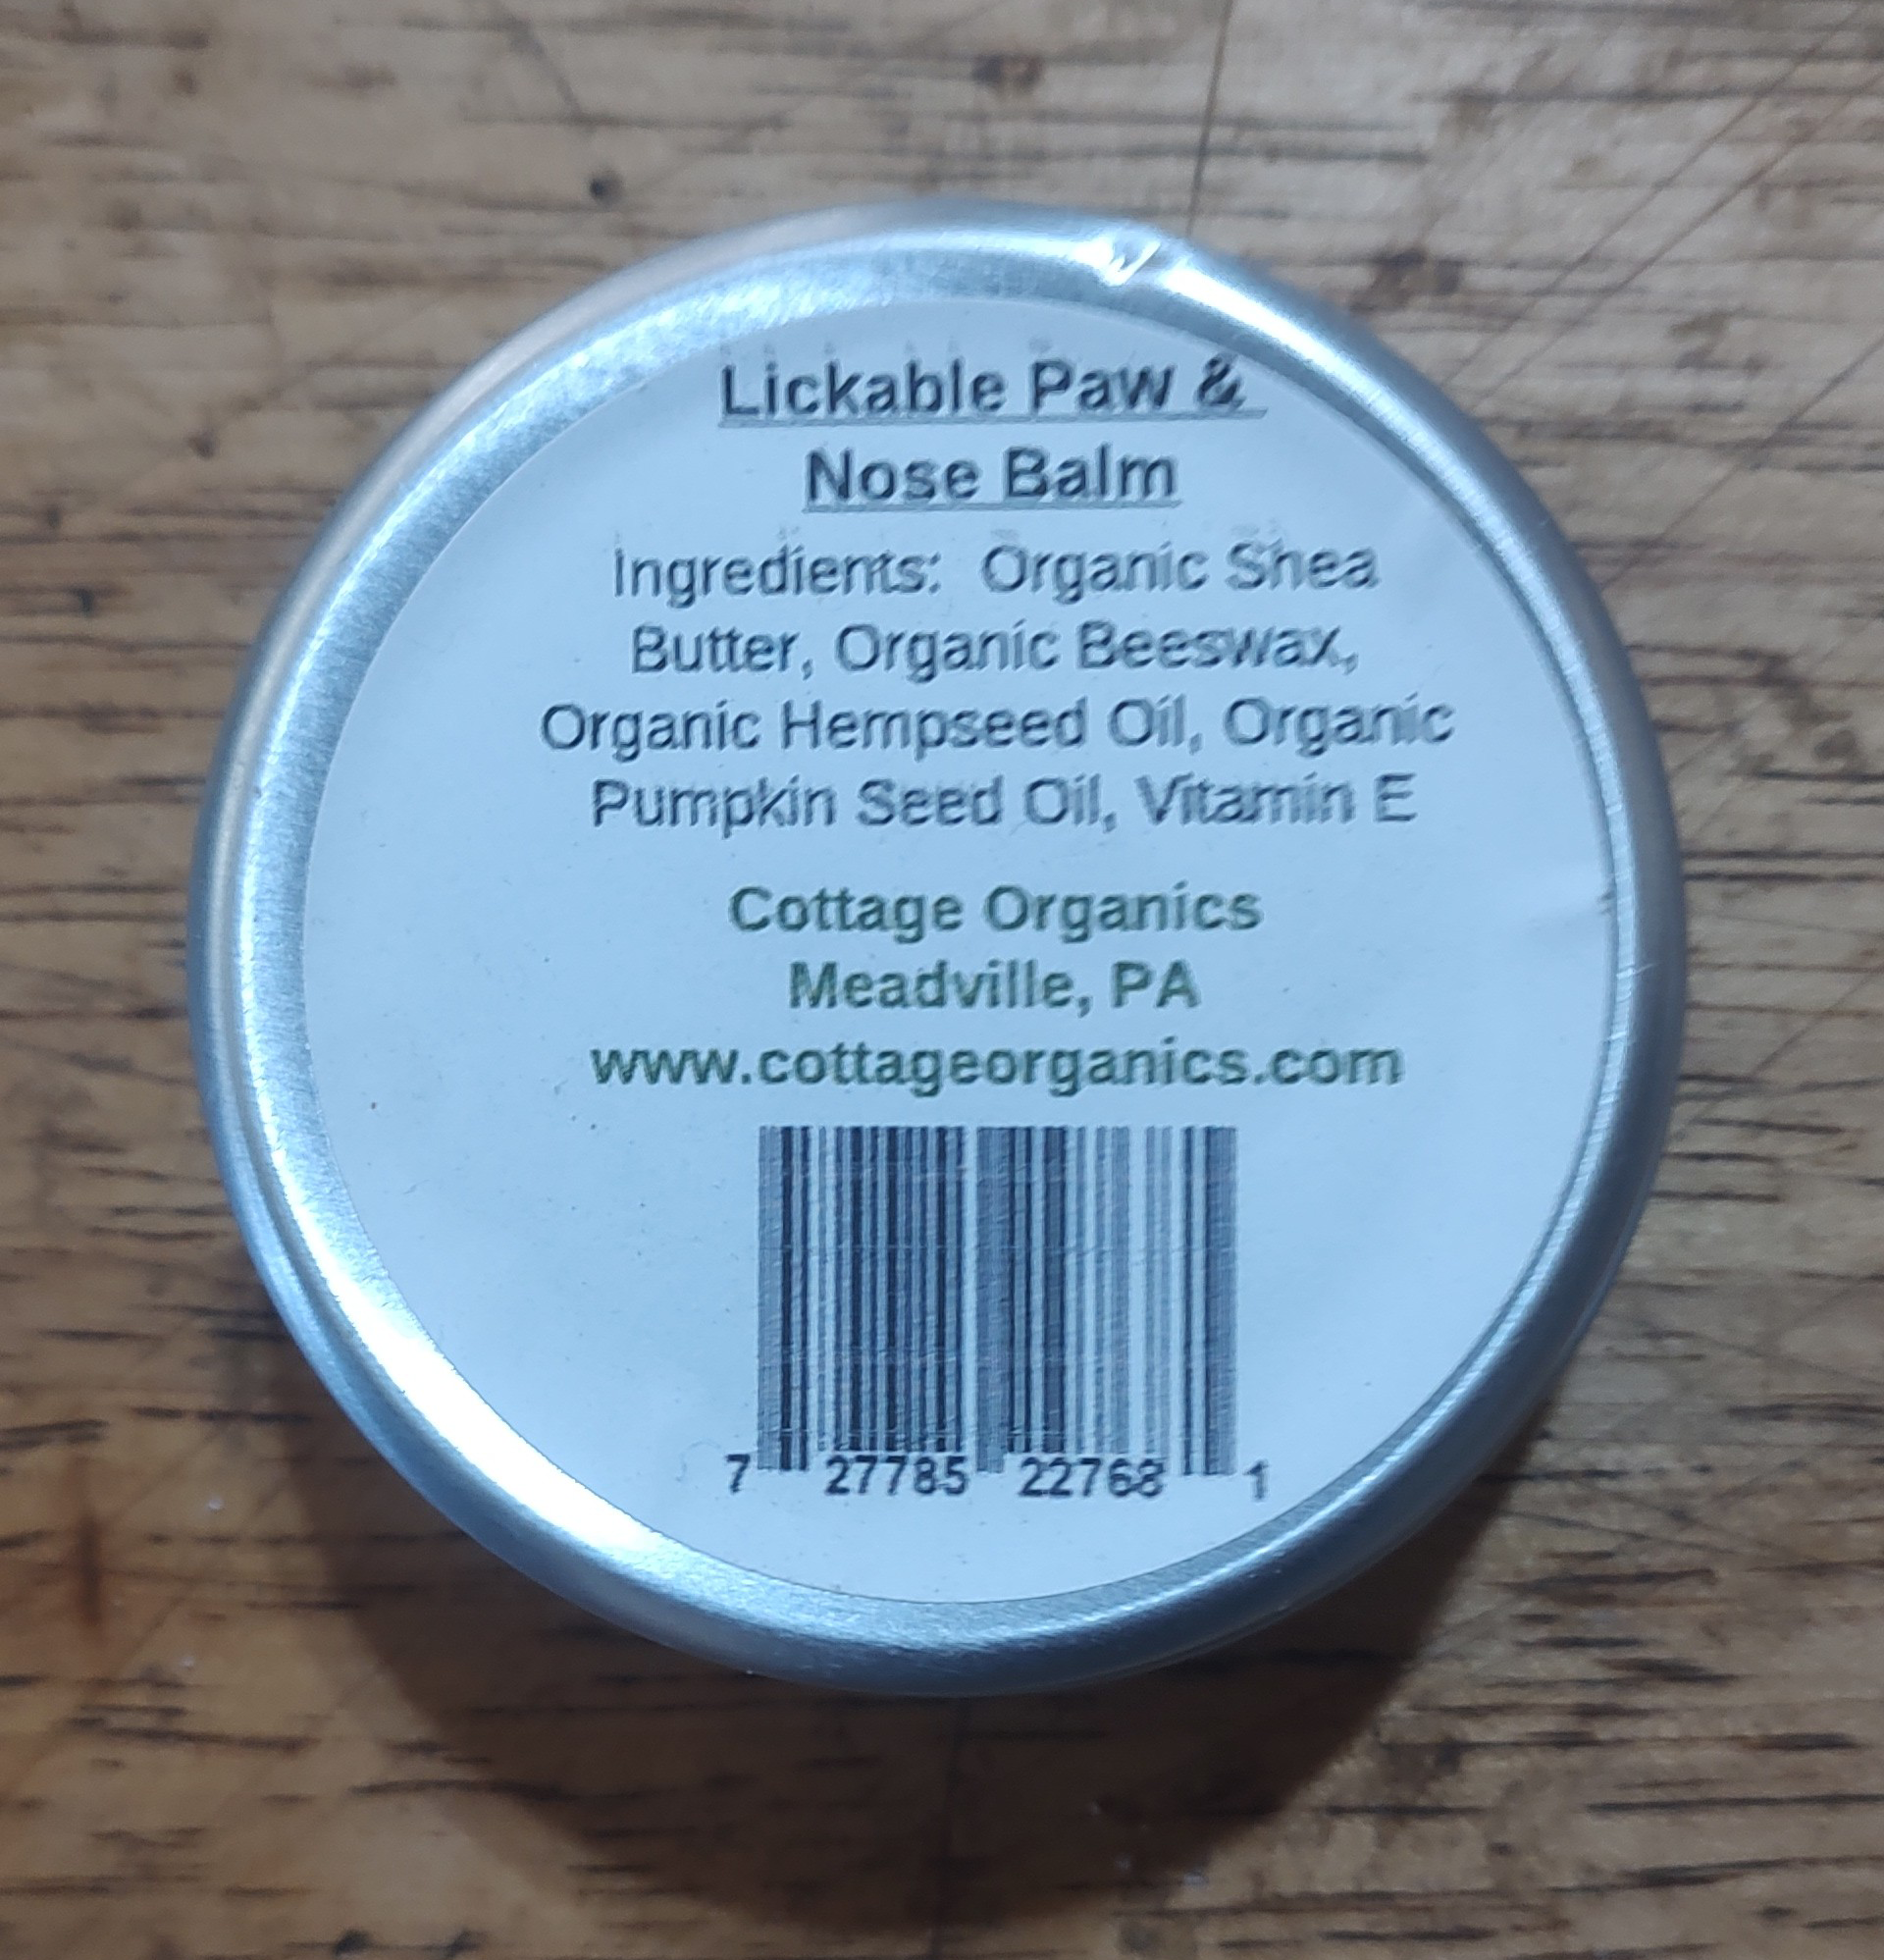 Lickable Paw &
Nose Balm
Ingredients: Organic Shea
Butter, Organic Beeswax,
Organic Hempseed Oil, Organic
Pumpkin Seed Oil, Vitamin E
Cottage Organics
Meadville, PA
www.cottageorganics.com
7 27785 22768 1